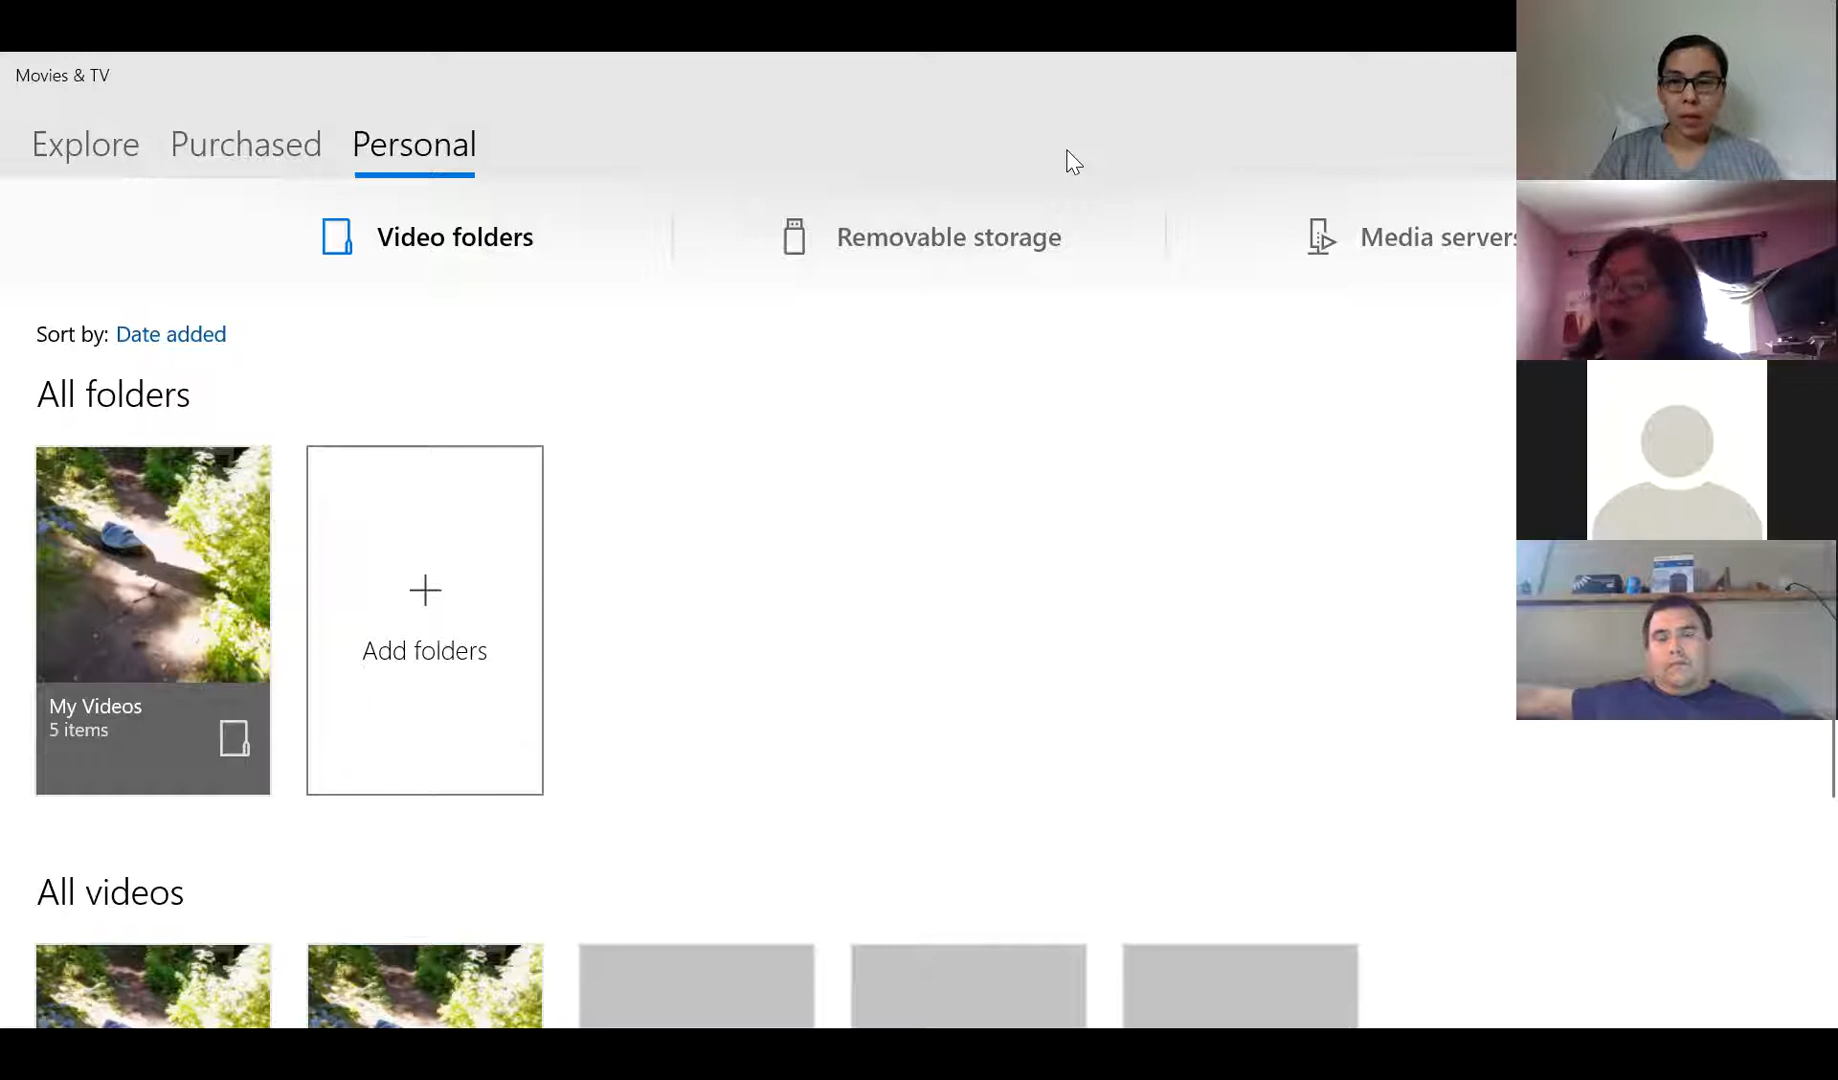 Movies & TV
Explore Purchased Personal
Video folders Removable storage Media servers
Sort by: Date added
All folders
My Videos
5 items
Add folders
All videos